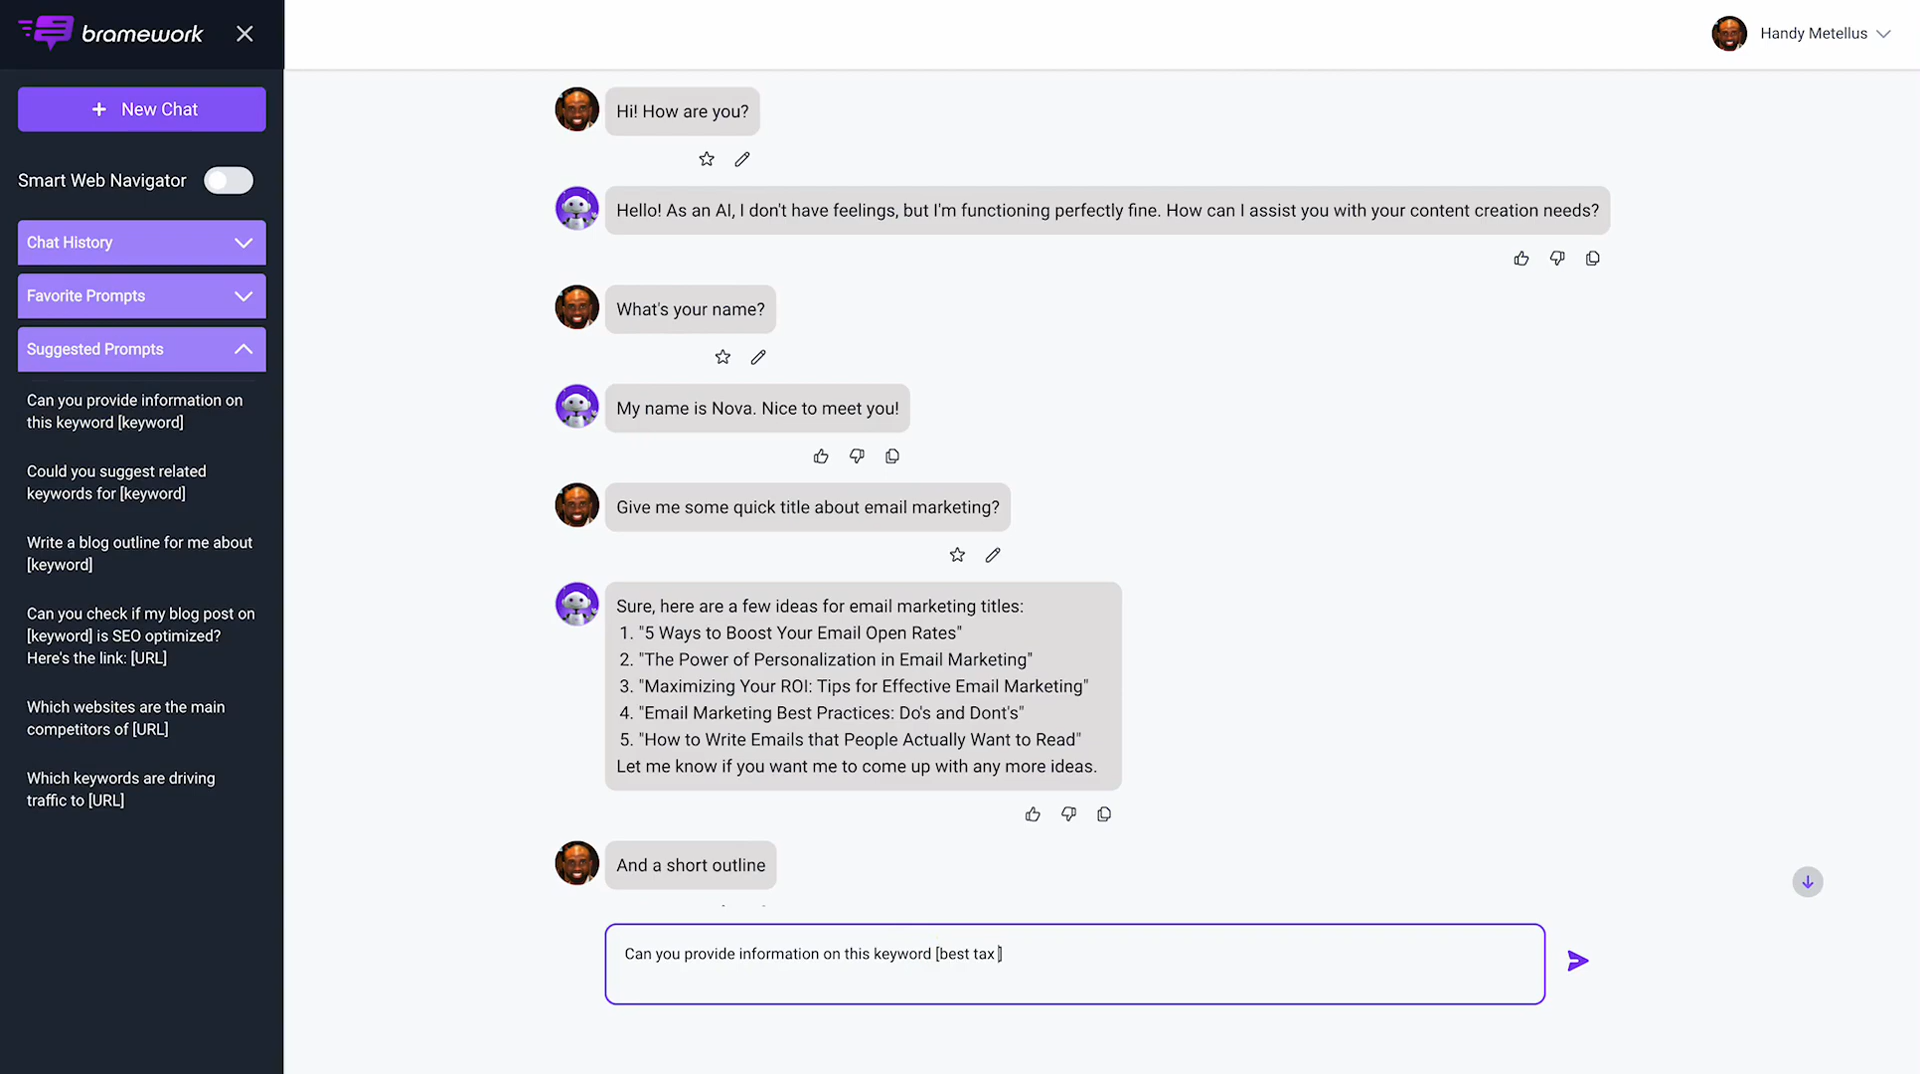 bramework
Handy Metellus
+ New Chat
Smart Web Navigator
Chat History
Favorite Prompts
Suggested Prompts
Can you provide information on
this keyword [keyword]
Could you suggest related
keywords for [keyword]
Write a blog outline for me about
[keyword]
Can you check if my blog post on
[keyword] is SEO optimized?
Here's the link: [URL]
Which websites are the main
competitors of [URL]
Which keywords are driving
traffic to [URL]
Hi! How are you?
Hello! As an AI, I don't have feelings, but I'm functioning perfectly fine. How can I assist you with your content creation needs?
What's your name?
My name is Nova. Nice to meet you!
Give me some quick title about email marketing?
Sure, here are a few ideas for email marketing titles:
1. "5 Ways to Boost Your Email Open Rates"
2. "The Power of Personalization in Email Marketing"
3. "Maximizing Your ROI: Tips for Effective Email Marketing"
4. "Email Marketing Best Practices: Do's and Dont's"
5. "How to Write Emails that People Actually Want to Read"
Let me know if you want me to come up with any more ideas.
And a short outline
Can you provide information on this keyword [best tax ]